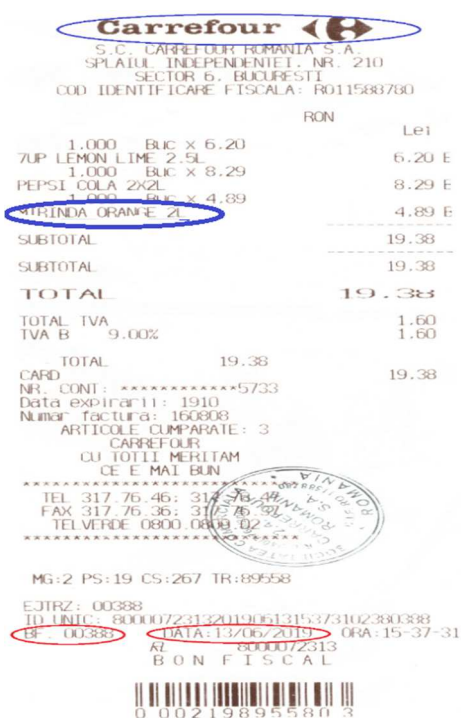 Carrefour
S.C. CARREFOUR ROMANIA S.A.
SPLAIUL INDEPENDENTEI. NR. 210
SECTOR 6. BUCURESTI
COD IDENTIFICARE FISCALA: RO11588780
RON
Lei
1.000 Buc x 6.20
7UP LEMON LIME 2.5L 6.20 E
1.000 Buc x 8.29
PEPSI COLA 2X2L 8.29 E
1.000 Buc x 4.89
MIRINDA ORANGE 2L 4.89 B
SUBTOTAL 19.38
SUBTOTAL 19.38
TOTAL 19.38
TOTAL TVA 1.60
TVA B 9.00% 1.60
TOTAL 19.38
CARD 19.38
NR. CONT: ************5733
Data expirarii: 1910
Numar factura: 160808
ARTICOLE CUMPARATE: 3
CARREFOUR
CU TOTII MERITAM
CE E MAI BUN
TEL 317.76.46:
FAX 317.76.36:
TELVERDE 0800.0800.02
MG:2 PS:19 CS:267 TR:89558
EJTRZ: 00388
ID UNIC: 8000072313201906131537310238​0388
BF. 00388 DATA:13/06/2019 ORA:15-37-31
8000072313
BON FISCAL
0 002198955803